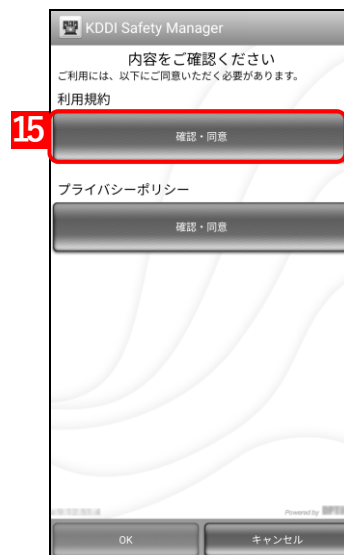 KDDI Safety Manager
内容をご確認ください
ご利用には、以下にご同意いただく必要があります。
利用規約
15
確認・同意
プライバシーポリシー
確認・同意
Powered by
OK
キャンセル